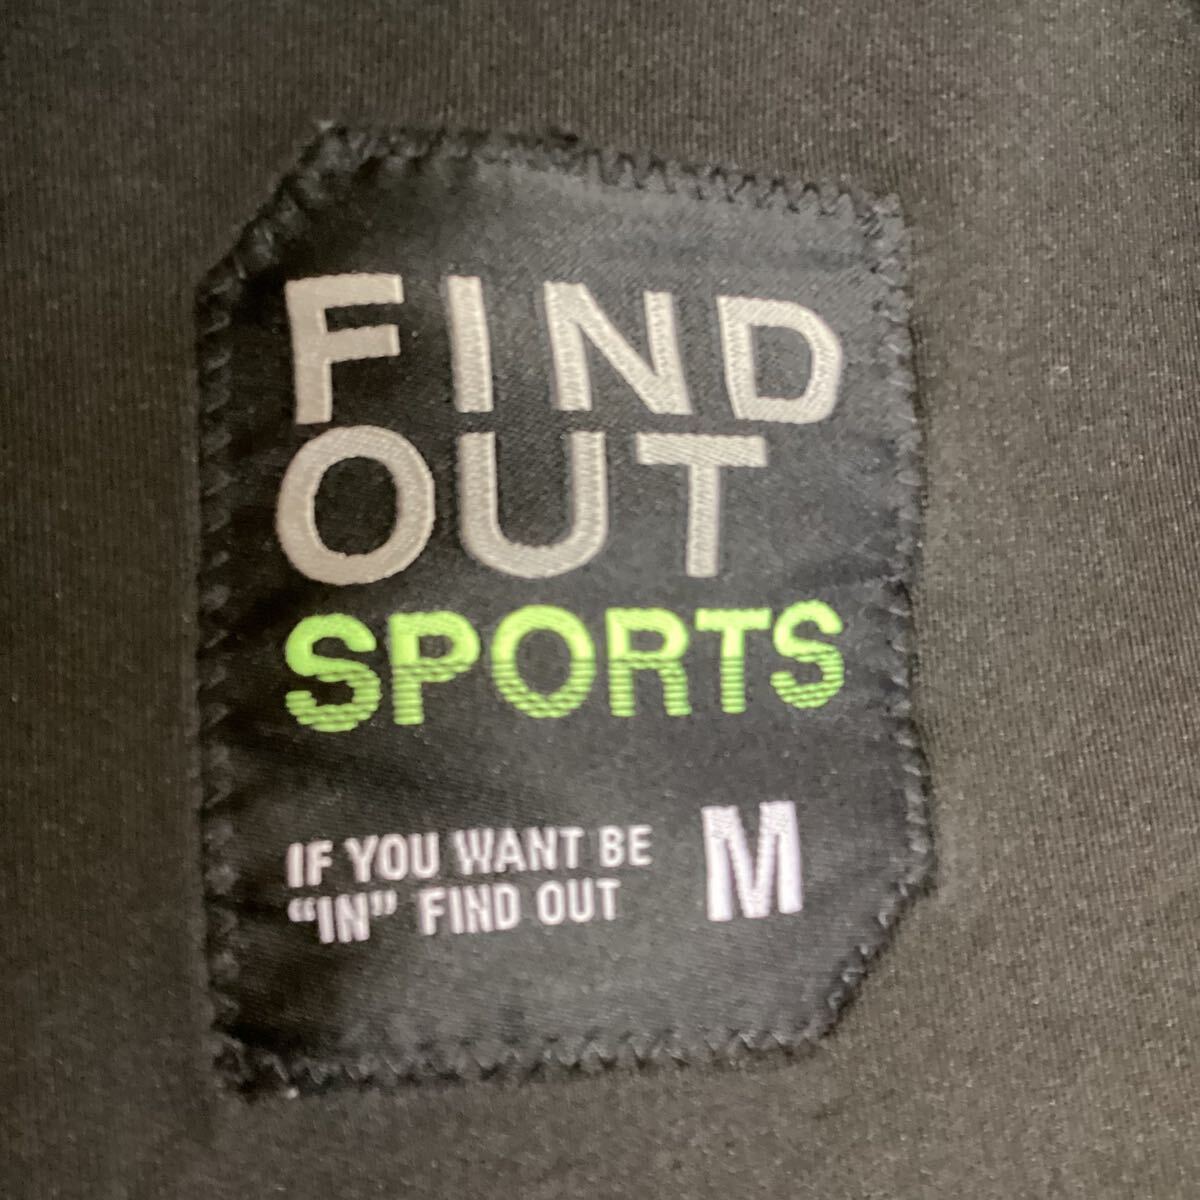 FIND
OUT
SPORTS
IF YOU WANT BE
“IN” FIND OUT
M